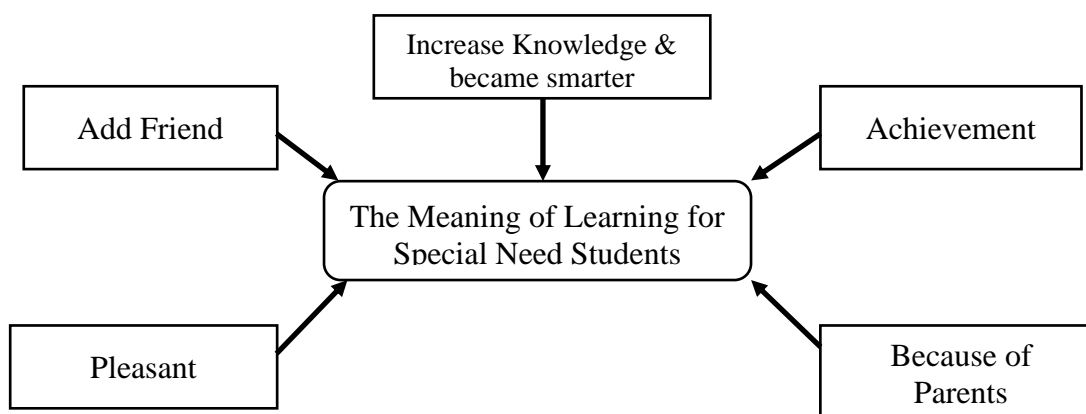 Increase Knowledge &
became smarter
Add Friend
Achievement
The Meaning of Learning for
Special Need Students
Pleasant
Because of
Parents